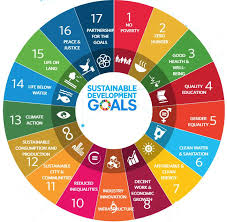 SUSTAINABLE
DEVELOPMENT
GOALS
1
NO
POVERTY
2
ZERO
HUNGER
3
GOOD
HEALTH &
WELL-
BEING
4
QUALITY
EDUCATION
5
GENDER
EQUALITY
6
CLEAN WATER &
SANITATION
7
AFFORDABLE &
CLEAN
ENERGY
8
DECENT
WORK &
ECONOMIC
GROWTH
9
INDUSTRY
INNOVATION
INFRASTRUCTURE
10
REDUCED
INEQUALITIES
11
SUSTAINABLE
CITY &
COMMUNITIES
12
SUSTAINABLE
CONSUMPTION AND
PRODUCTION
13
CLIMATE
ACTION
14
LIFE BELOW
WATER
15
LIFE ON
LAND
16
PEACE &
JUSTICE
17
PARTNERSHIP
FOR THE
GOALS